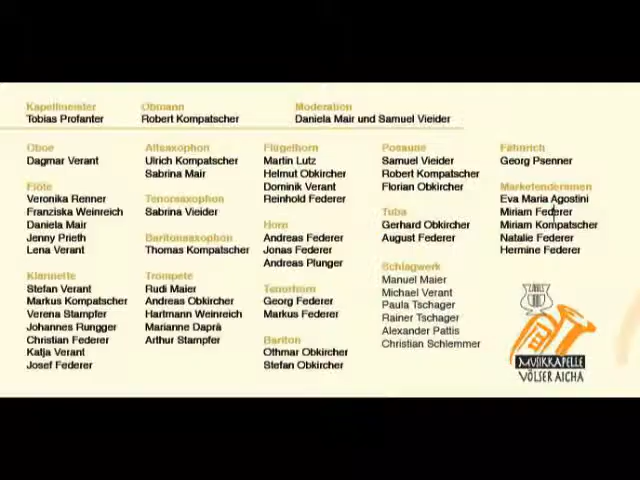 Kapellmeister
Tobias Profanter
Obmann
Robert Kompatscher
Moderation
Daniela Mair und Samuel Vieider
Oboe
Dagmar Verant
Flöte
Veronika Renner
Franziska Weinreich
Daniela Mair
Jenny Prieth
Lena Verant
Klarinette
Stefan Verant
Markus Kompatscher
Verena Stampfer
Johannes Rungger
Christian Federer
Katja Verant
Josef Federer
Altsaxophon
Ulrich Kompatscher
Sabrina Mair
Tenorsaxophon
Sabrina Vieider
Baritonsaxophon
Thomas Kompatscher
Trompete
Rudi Maier
Andreas Obkircher
Hartmann Weinreich
Marianne Daprà
Arthur Stampfer
Flügelhorn
Martin Lutz
Helmut Obkircher
Dominik Verant
Reinhold Federer
Horn
Andreas Federer
Jonas Federer
Andreas Plunger
Tenorhorn
Georg Federer
Markus Federer
Bariton
Othmar Obkircher
Stefan Obkircher
Posaune
Samuel Vieider
Robert Kompatscher
Florian Obkircher
Tuba
Gerhard Obkircher
August Federer
Schlagwerk
Manuel Maier
Michael Verant
Paula Tschager
Rainer Tschager
Alexander Pattis
Christian Schlemmer
Fähnrich
Georg Psenner
Marketenderinnen
Eva Maria Agostini
Miriam Federer
Miriam Kompatscher
Natalie Federer
Hermine Federer
MUSIKKAPELLE
VÖLSER AICHA